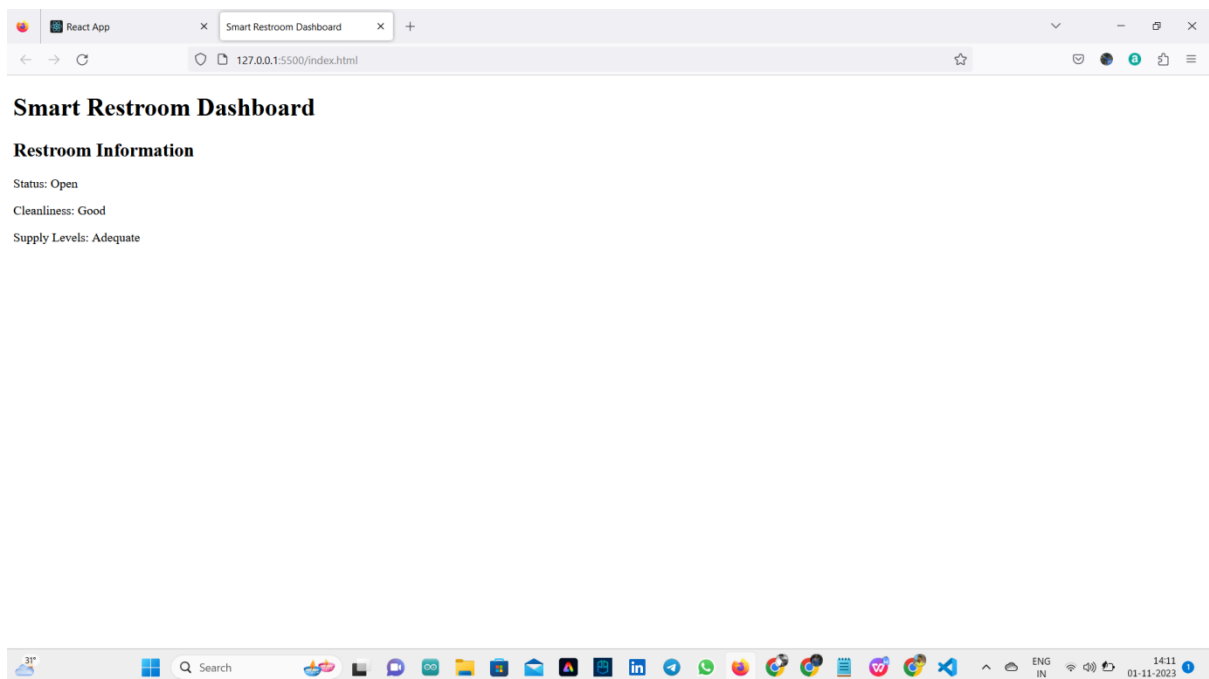 React App
Smart Restroom Dashboard
127.0.0.1:5500/index.html
Smart Restroom Dashboard
Restroom Information
Status: Open
Cleanliness: Good
Supply Levels: Adequate
31°
Search
ENG
IN
14:11
01-11-2023
1